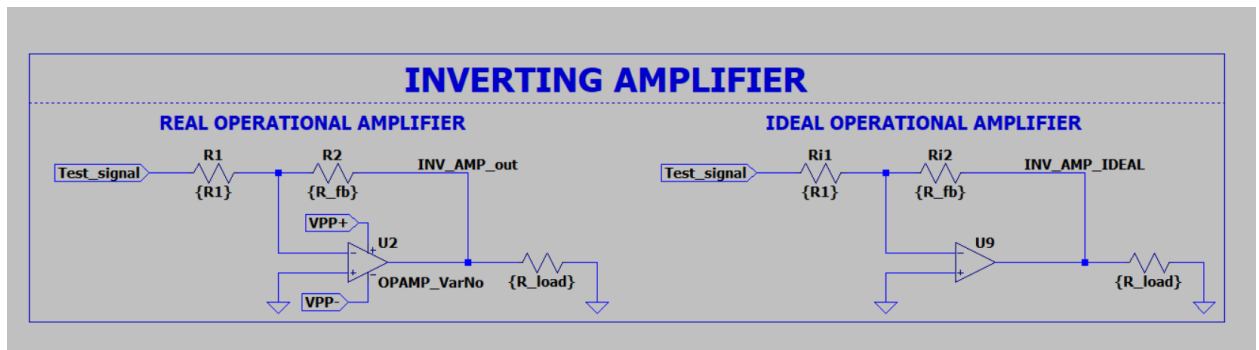 INVERTING AMPLIFIER
REAL OPERATIONAL AMPLIFIER
Test_signal
R1
{R1}
R2
{R_fb}
INV_AMP_out
VPP+
U2
OPAMP_VarNo
VPP-
{R_load}
IDEAL OPERATIONAL AMPLIFIER
Test_signal
Ri1
{R1}
Ri2
{R_fb}
INV_AMP_IDEAL
U9
{R_load}